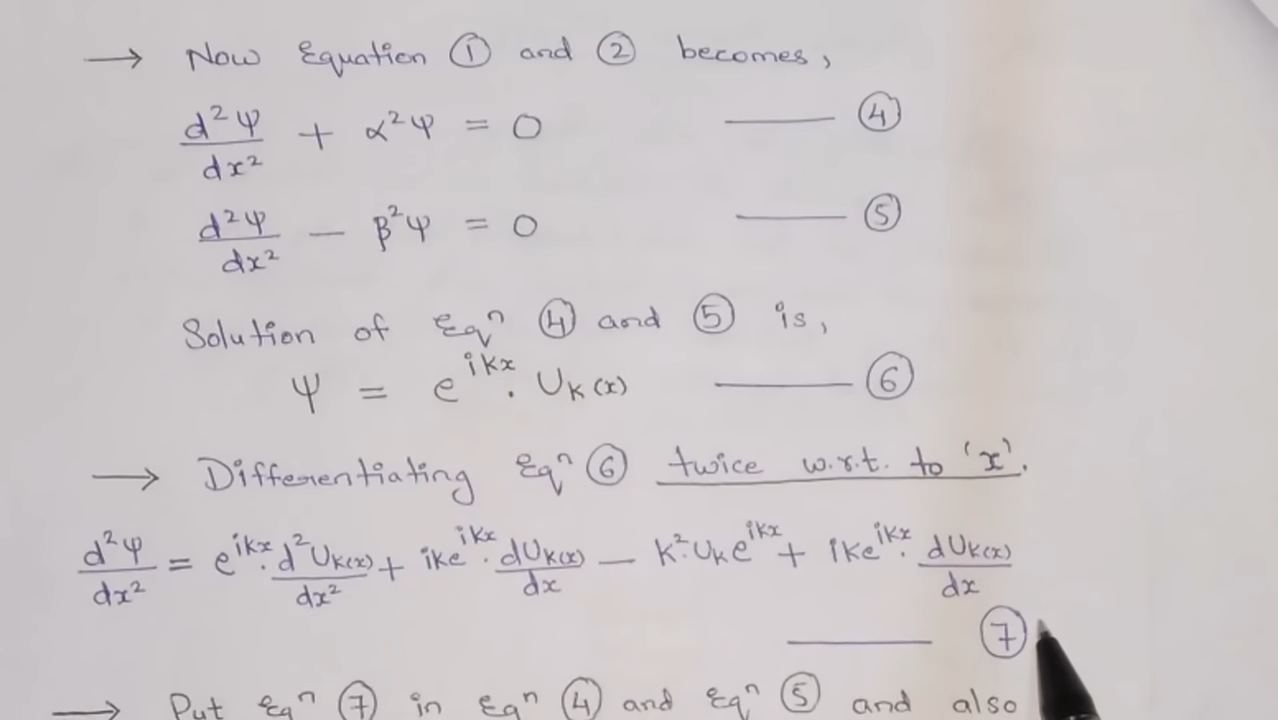 → Now Equation ① and ② becomes,
d²ψ/dx² + α²ψ = 0 —— ④
d²ψ/dx² − β²ψ = 0 —— ⑤
Solution of Eqⁿ ④ and ⑤ is,
ψ = e^{ikx} . U_K(x) —— ⑥
→ Differentiating Eqⁿ ⑥ twice w.r.t. to 'x'.
d²ψ/dx² = e^{ikx} . d²U_K(x)/dx² + ike^{ikx} . dU_K(x)/dx − K² . U_K e^{ikx} + ike^{ikx} . dU_K(x)/dx
—— ⑦
→ Put Eqⁿ ⑦ in Eqⁿ ④ and Eqⁿ ⑤ and also